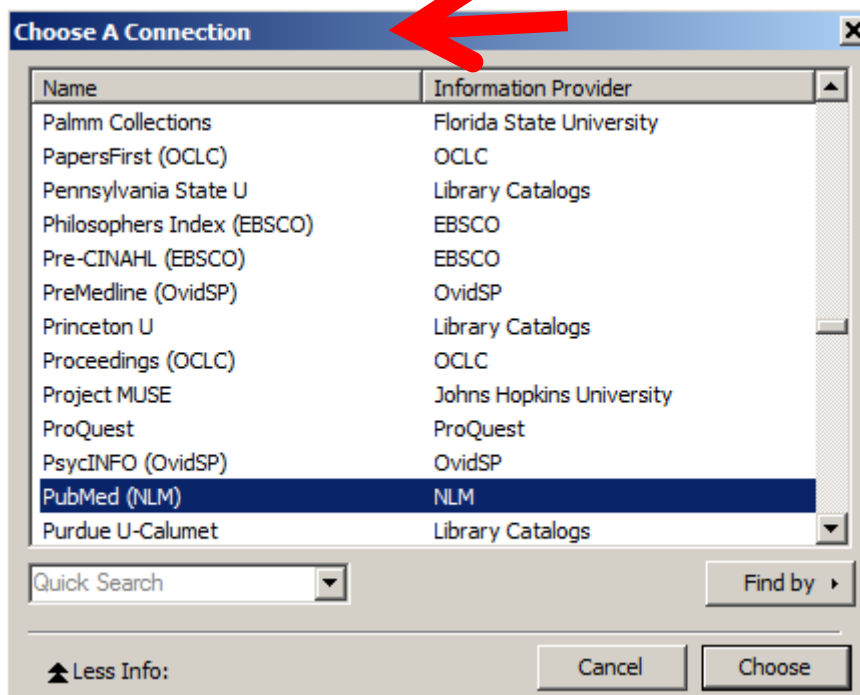 Choose A Connection
Name Information Provider
Palmm Collections Florida State University
PapersFirst (OCLC) OCLC
Pennsylvania State U Library Catalogs
Philosophers Index (EBSCO) EBSCO
Pre-CINAHL (EBSCO) EBSCO
PreMedline (OvidSP) OvidSP
Princeton U Library Catalogs
Proceedings (OCLC) OCLC
Project MUSE Johns Hopkins University
ProQuest ProQuest
PsycINFO (OvidSP) OvidSP
PubMed (NLM) NLM
Purdue U-Calumet Library Catalogs
Quick Search Find by
Less Info: Cancel Choose